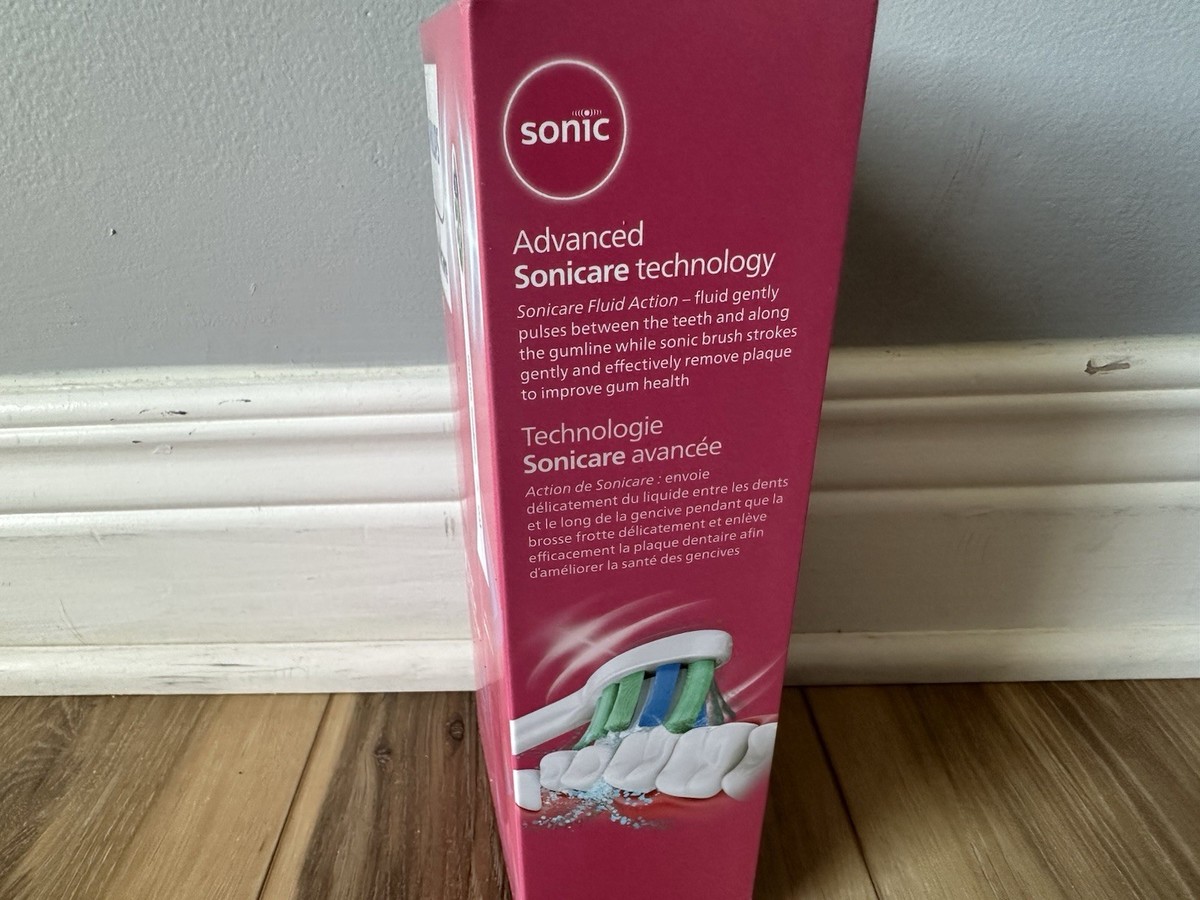 sonic
Advanced
Sonicare technology
Sonicare Fluid Action – fluid gently
pulses between the teeth and along
the gumline while sonic brush strokes
gently and effectively remove plaque
to improve gum health
Technologie
Sonicare avancée
Action de Sonicare : envoie
délicatement du liquide entre les dents
et le long de la gencive pendant que la
brosse frotte délicatement et enlève
efficacement la plaque dentaire afin
d'améliorer la santé des gencives